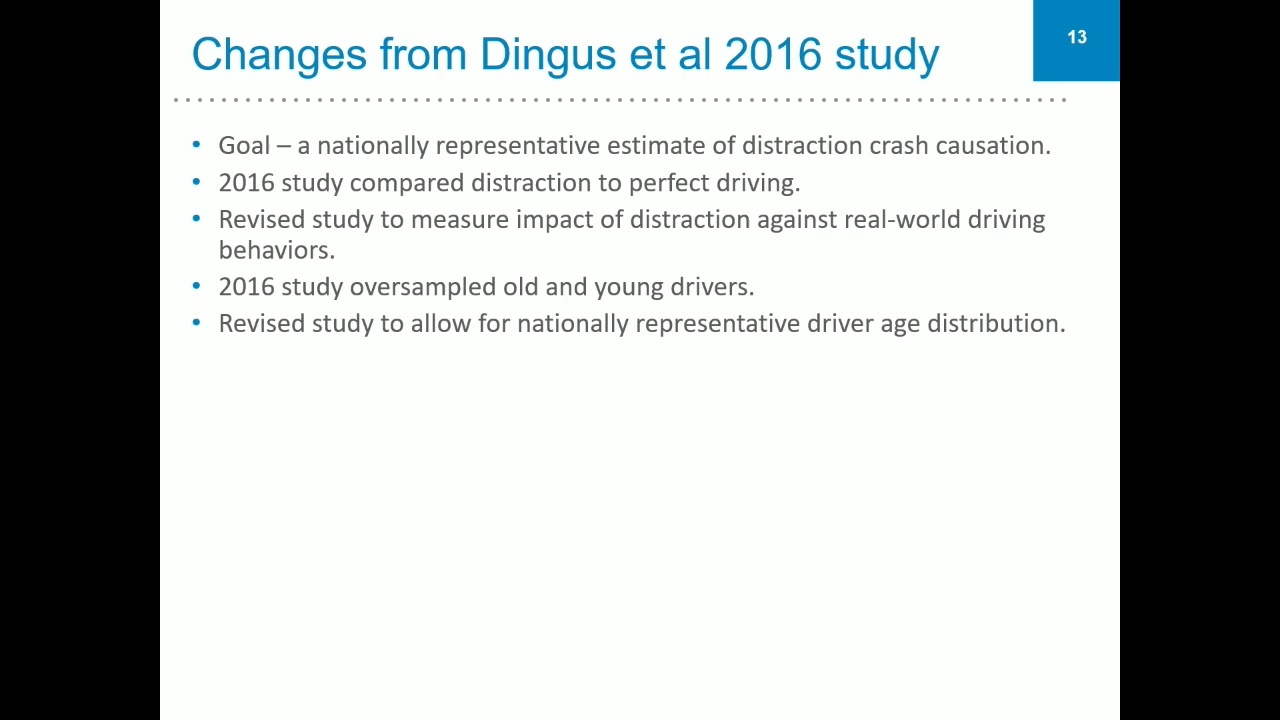 Changes from Dingus et al 2016 study
13
• Goal – a nationally representative estimate of distraction crash causation.
• 2016 study compared distraction to perfect driving.
• Revised study to measure impact of distraction against real-world driving
behaviors.
• 2016 study oversampled old and young drivers.
• Revised study to allow for nationally representative driver age distribution.